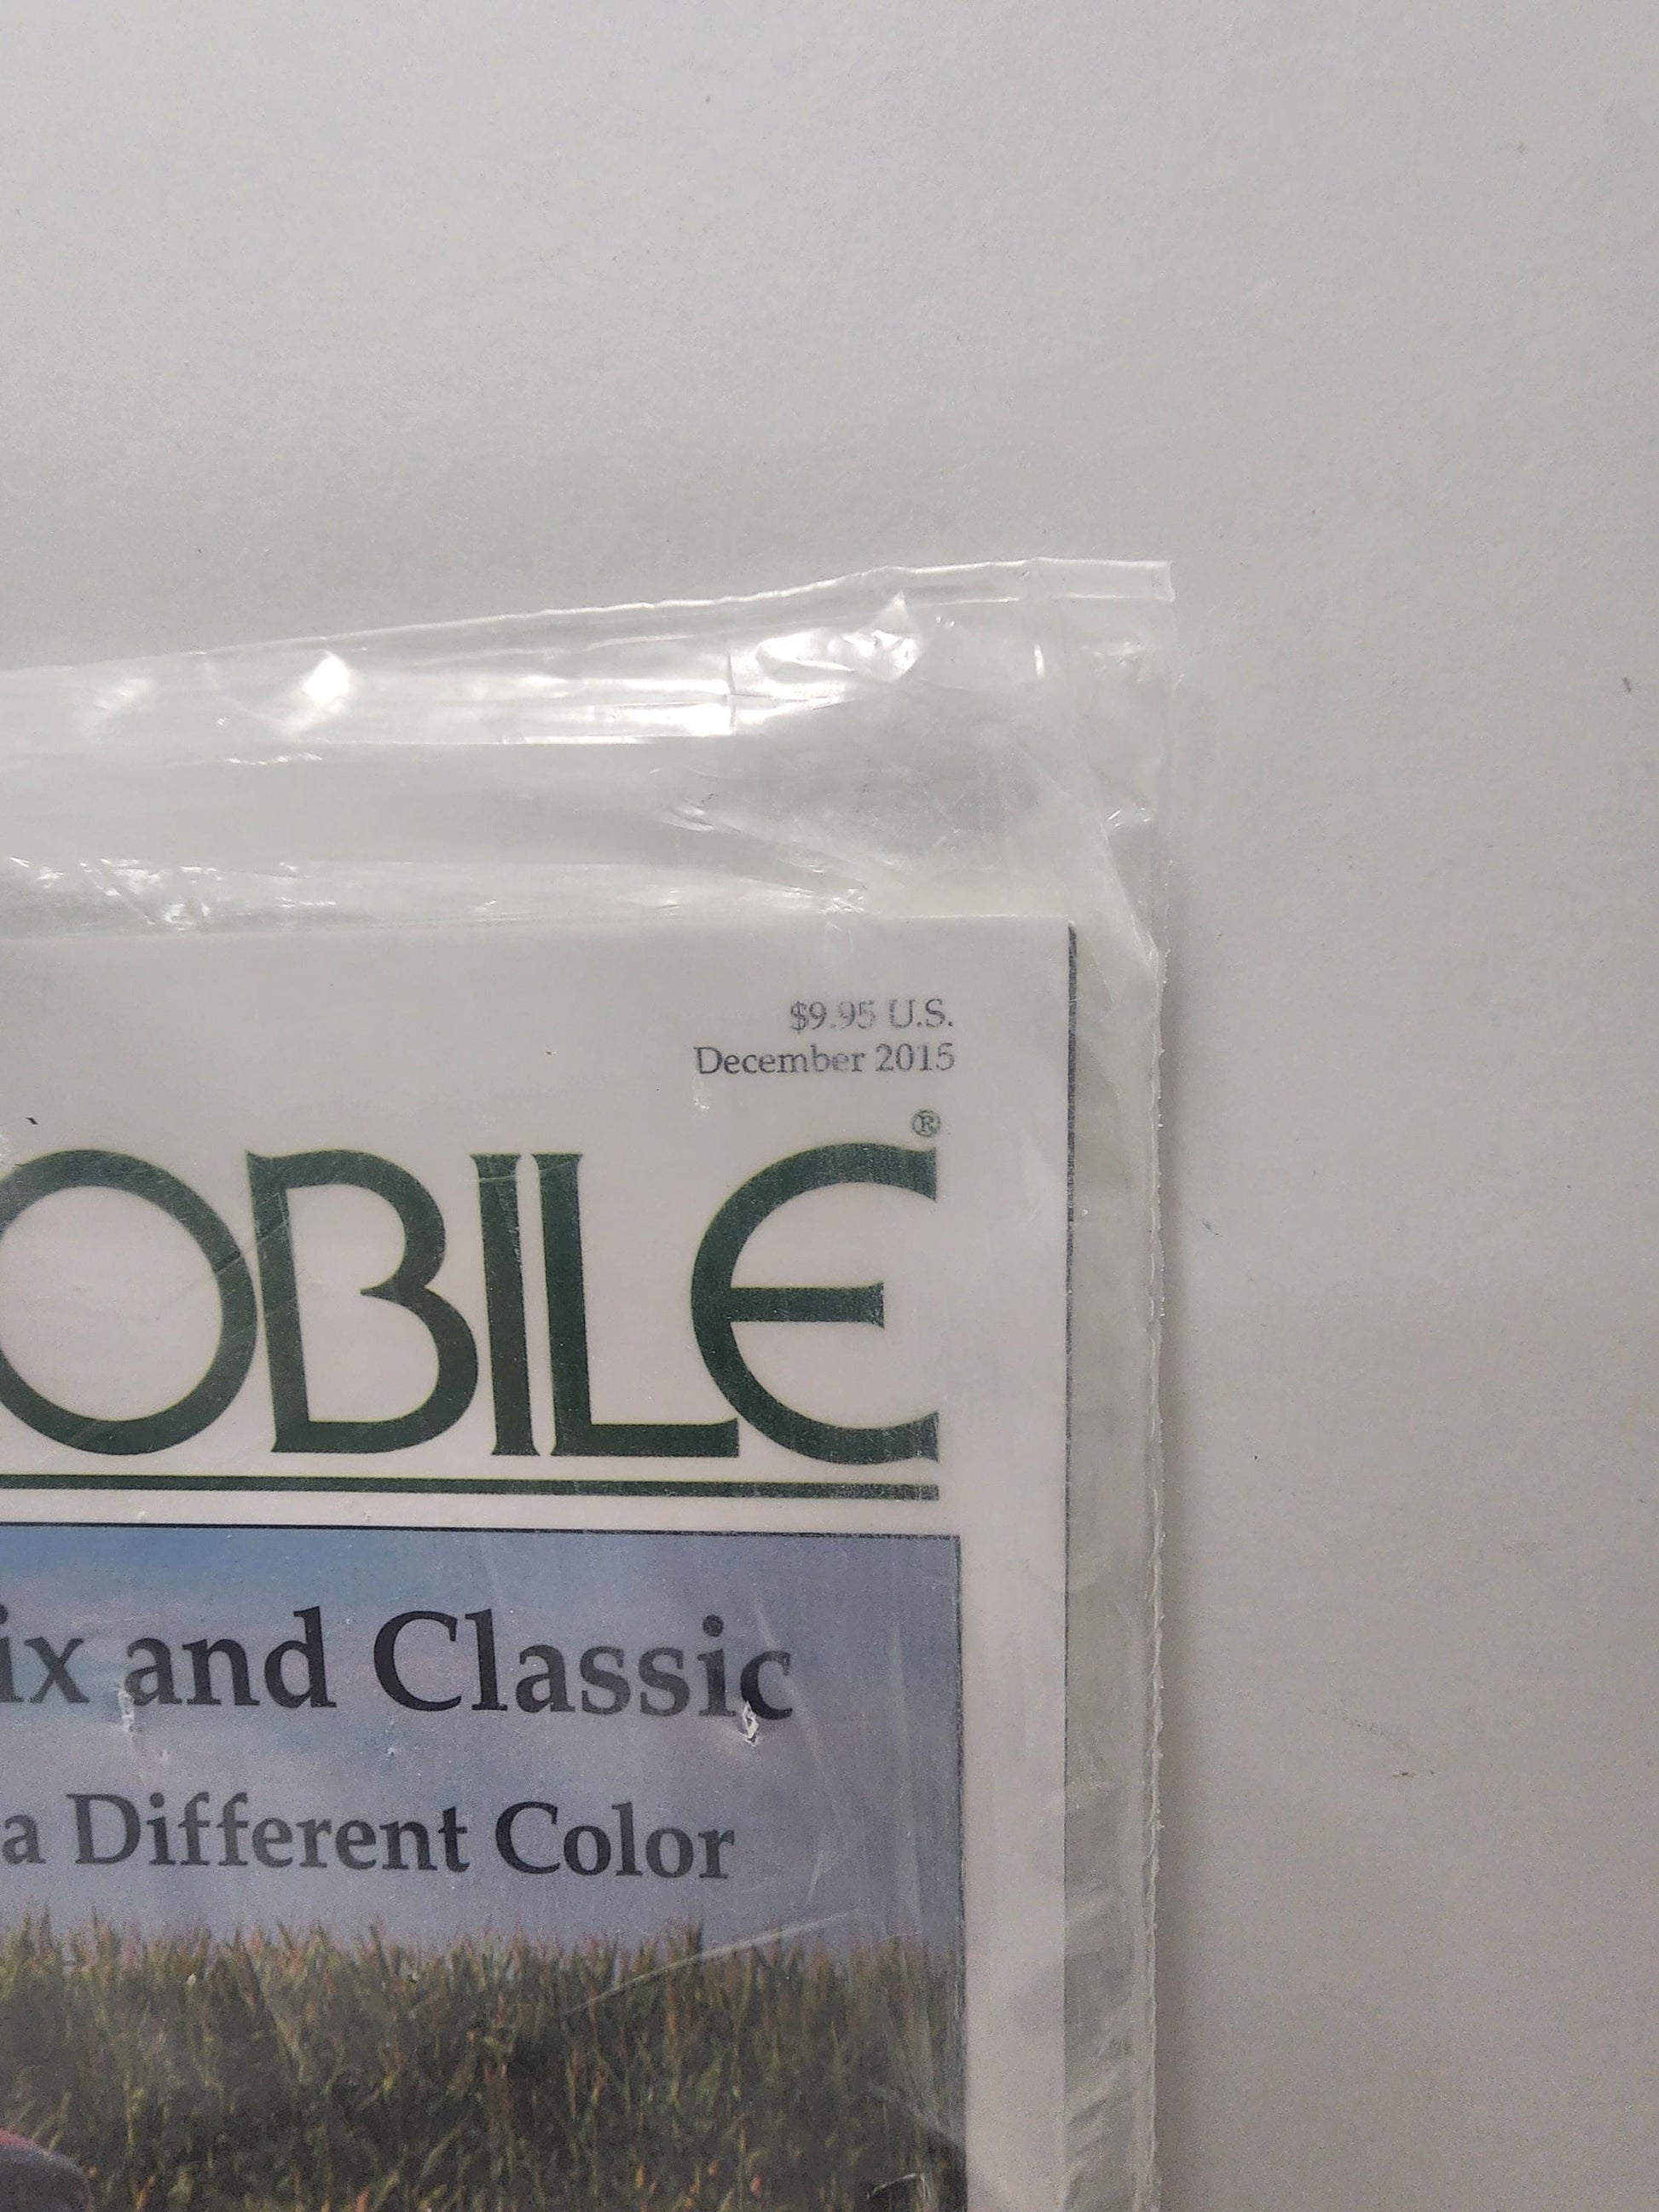 $9.95 U.S.
December 2015
OBILE®
ix and Classic
a Different Color